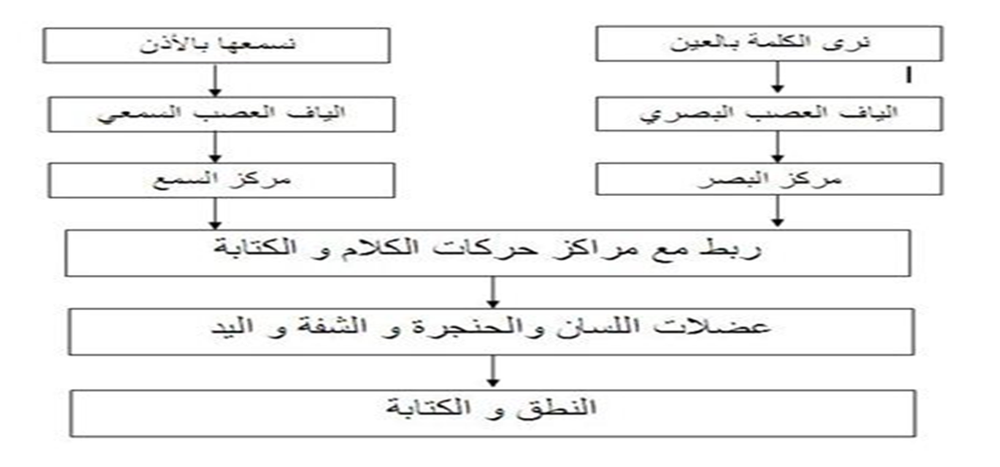 نرى الكلمة بالعين
نسمعها بالأذن
الياف العصب البصري
الياف العصب السمعي
مركز البصر
مركز السمع
ربط مع مراكز حركات الكلام و الكتابة
عضلات اللسان والحنجرة و الشفة و اليد
النطق و الكتابة